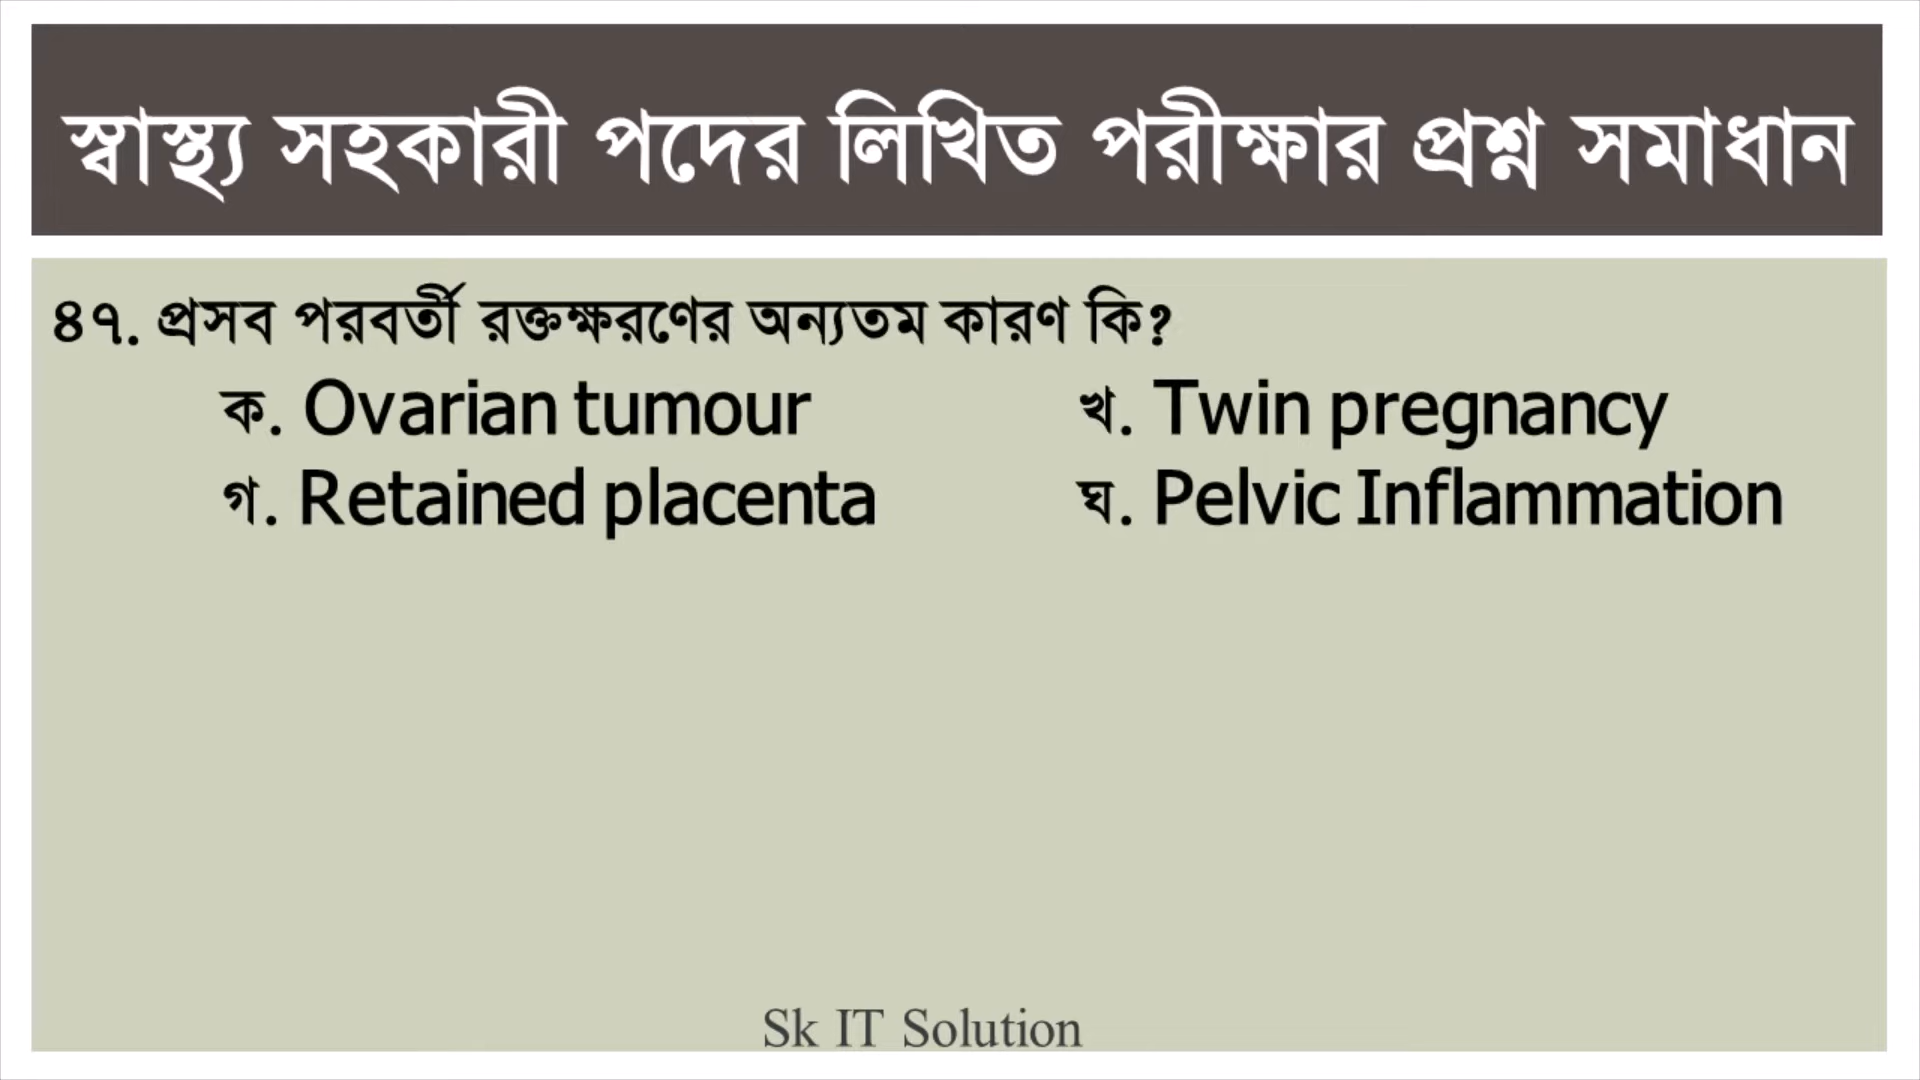 স্বাস্থ্য সহকারী পদের লিখিত পরীক্ষার প্রশ্ন সমাধান
৪৭. প্রসব পরবর্তী রক্তক্ষরণের অন্যতম কারণ কি?
ক. Ovarian tumour খ. Twin pregnancy
গ. Retained placenta ঘ. Pelvic Inflammation
Sk IT Solution